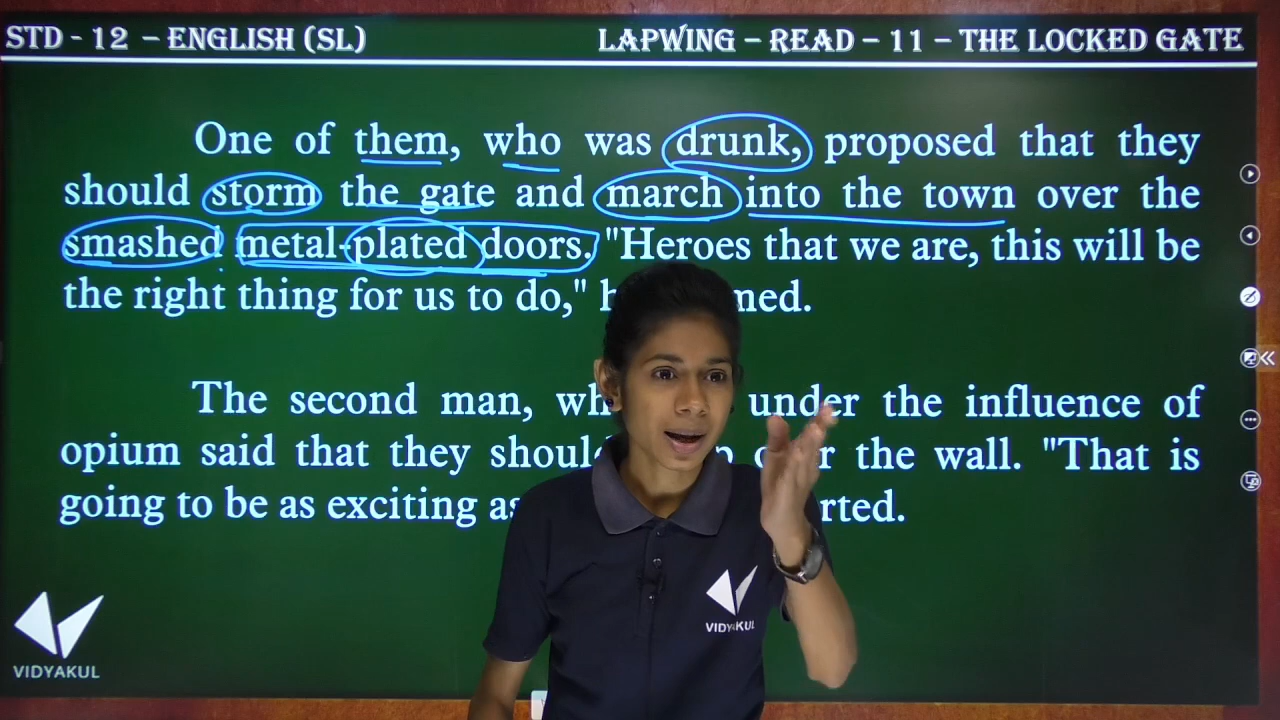 STD - 12 – ENGLISH (SL)
LAPWING – READ – 11 – THE LOCKED GATE
One of them, who was drunk, proposed that they
should storm the gate and march into the town over the
smashed metal-plated doors. "Heroes that we are, this will be
the right thing for us to do,"
The second man, under the influence of
opium said that they should the wall. "That is
going to be as exciting
VIDYAKUL
VIDYAKUL